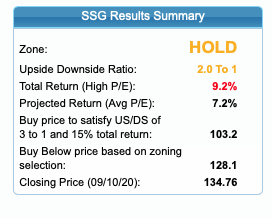 SSG Results Summary
Zone: HOLD
Upside Downside Ratio: 2.0 To 1
Total Return (High P/E): 9.2%
Projected Return (Avg P/E): 7.2%
Buy price to satisfy US/DS of
3 to 1 and 15% total return: 103.2
Buy Below price based on zoning
selection: 128.1
Closing Price (09/10/20): 134.76